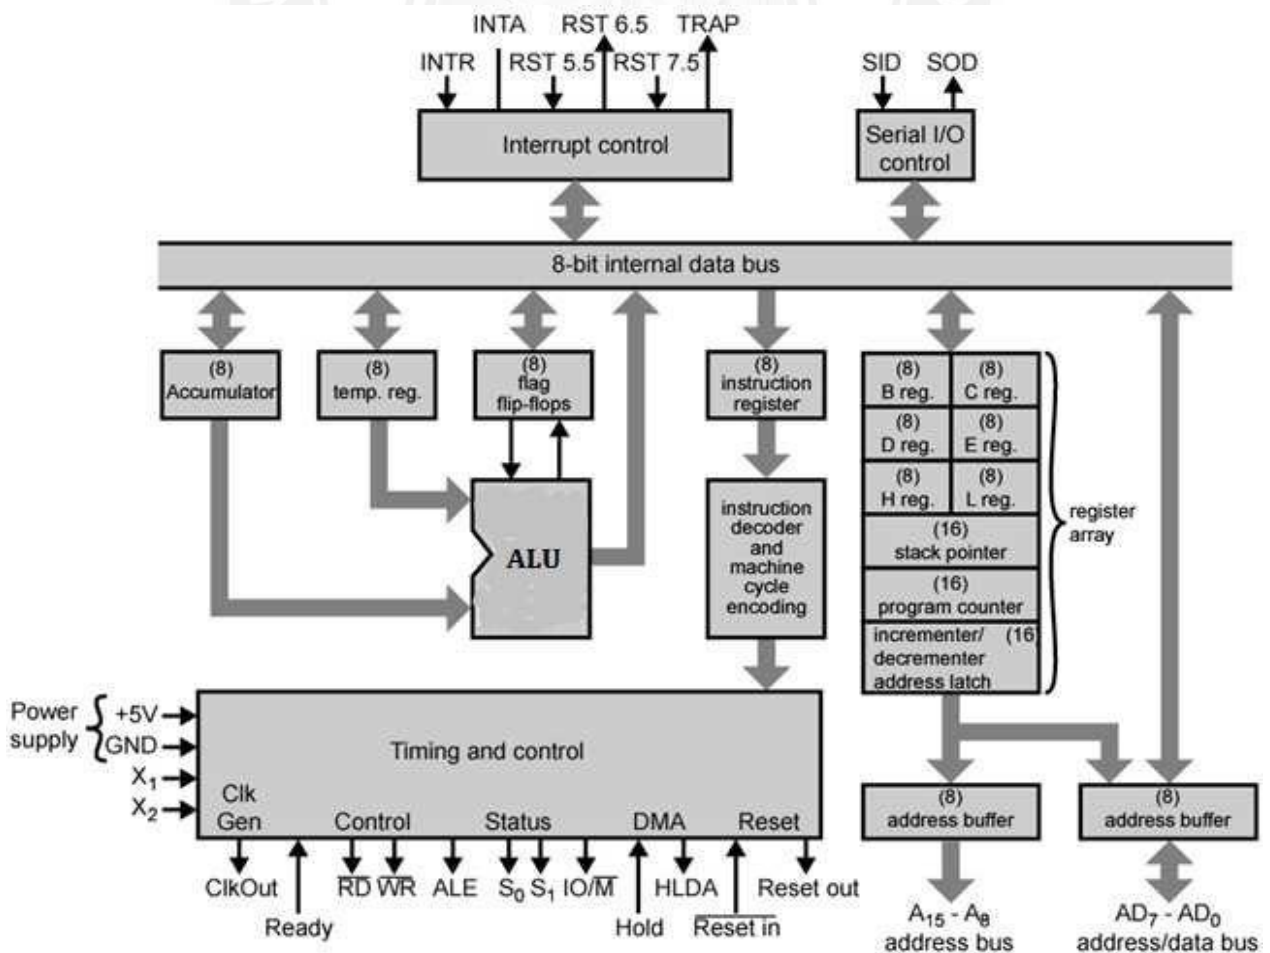 INTA RST 6.5 TRAP
INTR RST 5.5 RST 7.5
SID SOD
Interrupt control
Serial I/O
control
8-bit internal data bus
(8)
Accumulator
(8)
temp. reg.
(8)
flag
flip-flops
(8)
instruction
register
(8)
B reg.
(8)
C reg.
(8)
D reg.
(8)
E reg.
(8)
H reg.
(8)
L reg.
(16)
stack pointer
(16)
program counter
incrementer/ (16)
decrementer
address latch
register
array
ALU
instruction
decoder
and
machine
cycle
encoding
Power
supply
+5V
GND
X₁
X₂
Timing and control
Clk
Gen Control Status DMA Reset
ClkOut R̅D̅ W̅R̅ ALE S₀ S₁ IO/M̅ HLDA Reset out
Ready Hold R̅e̅s̅e̅t̅ i̅n̅
(8)
address buffer
(8)
address buffer
A₁₅ - A₈
address bus
AD₇ - AD₀
address/data bus